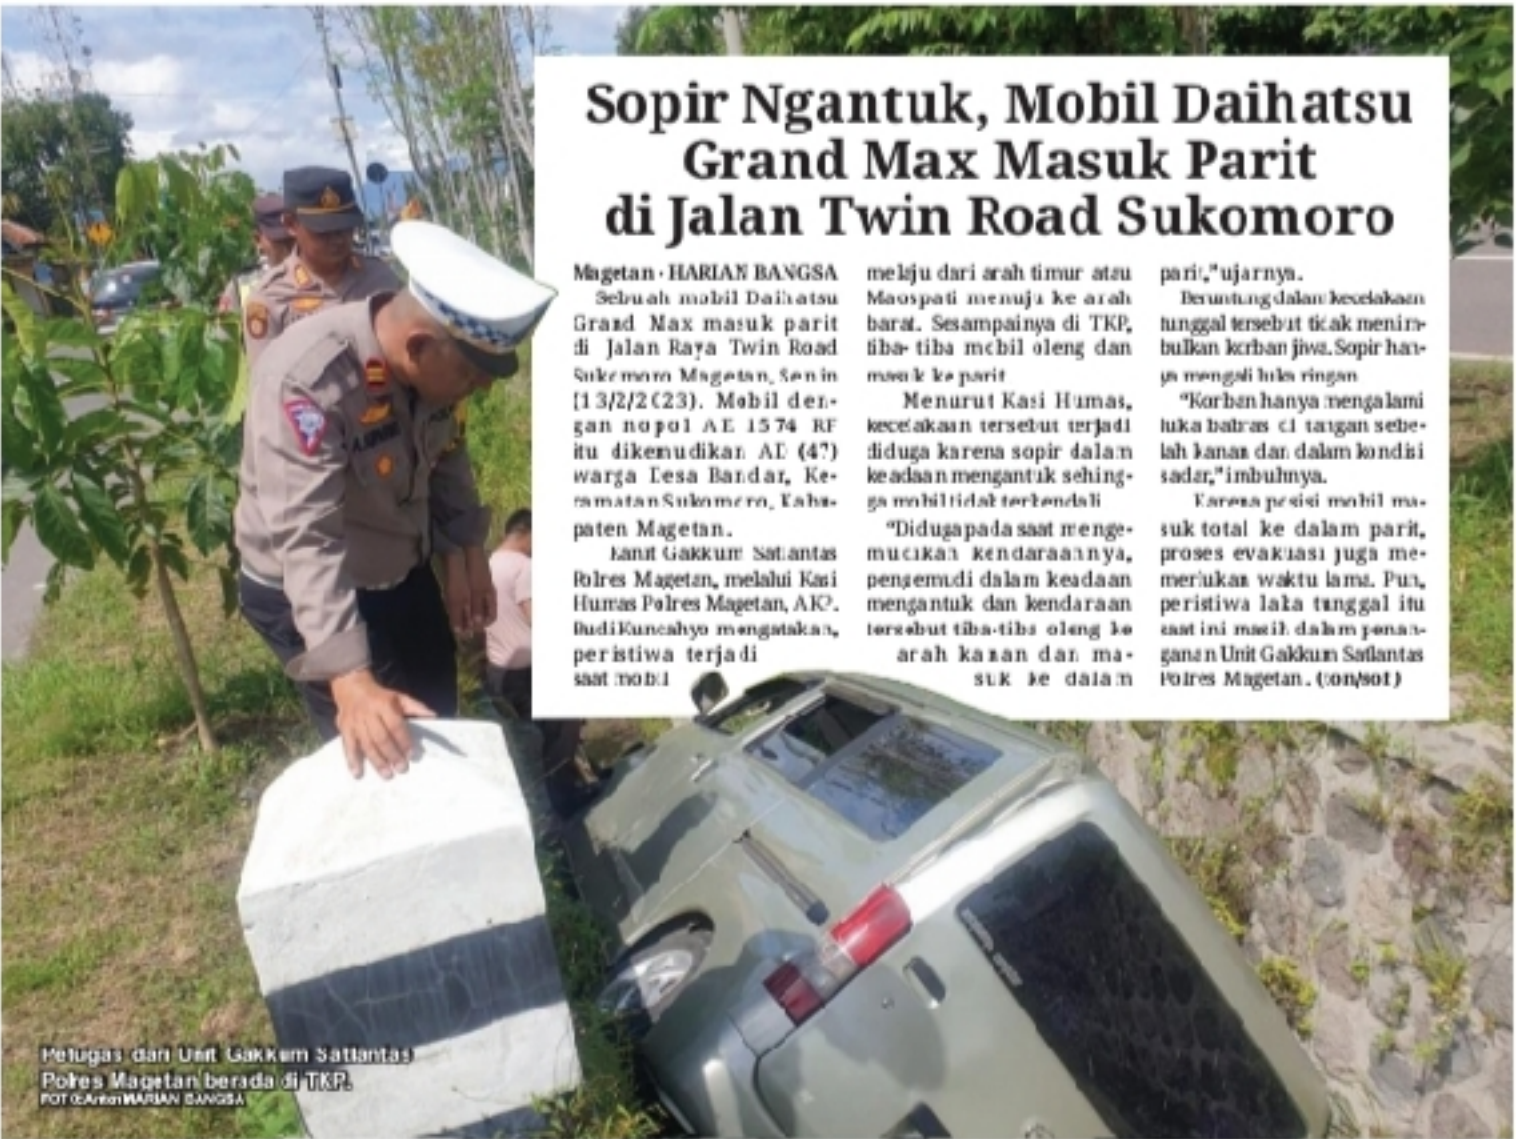 Sopir Ngantuk, Mobil Daihatsu
Grand Max Masuk Parit
di Jalan Twin Road Sukomoro
Magetan - HARIAN BANGSA
Sebuah mobil Daihatsu
Grand Max masuk parit
di Jalan Raya Twin Road
Sukomoro Magetan, Senin
(13/2/2023). Mobil den-
gan nopol AE 1574 RF
itu dikemudikan AD (47)
warga Desa Bandar, Ke-
camatan Sukomoro, Kabu-
paten Magetan.
Kanit Gakkum Satlantas
Polres Magetan, melalui Kasi
Humas Polres Magetan, AKP.
Budi Kuncahyo mengatakan,
peristiwa terjadi
saat mobil
melaju dari arah timur atau
Maospati menuju ke arah
barat. Sesampainya di TKP,
tiba- tiba mobil oleng dan
masuk ke parit
Menurut Kasi Humas,
kecelakaan tersebut terjadi
diduga karena sopir dalam
keadaan mengantuk sehing-
ga mobil tidak terkendali
"Diduga pada saat menge-
mudikan kendaraannya,
pengemudi dalam keadaan
mengantuk dan kendaraan
tersebut tiba-tiba oleng ke
arah kanan dan ma-
suk ke dalam
parit," ujarnya.
Beruntung dalam kecelakaan
tunggal tersebut tidak menim-
bulkan korban jiwa. Sopir han-
ya mengali luka ringan
"Korban hanya mengalami
luka babras di tangan sebe-
lah kanan dan dalam kondisi
sadar," imbuhnya.
Karena posisi mobil ma-
suk total ke dalam parit,
proses evakuasi juga me-
merlukan waktu lama. Pun,
peristiwa laka tunggal itu
saat ini masih dalam penan-
ganan Unit Gakkum Satlantas
Polres Magetan. (ton/sof)
Petugas dari Unit Gakkum Satlantas
Polres Magetan berada di TKP.
FOTO: Anton/HARIAN BANGSA